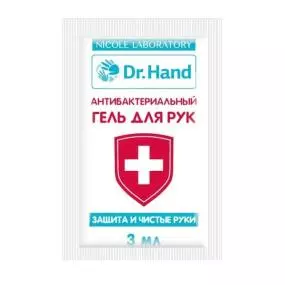 NICOLE LABORATORY
Dr.Hand
АНТИБАКТЕРИАЛЬНЫЙ
ГЕЛЬ ДЛЯ РУК
ЗАЩИТА И ЧИСТЫЕ РУКИ
3 МЛ